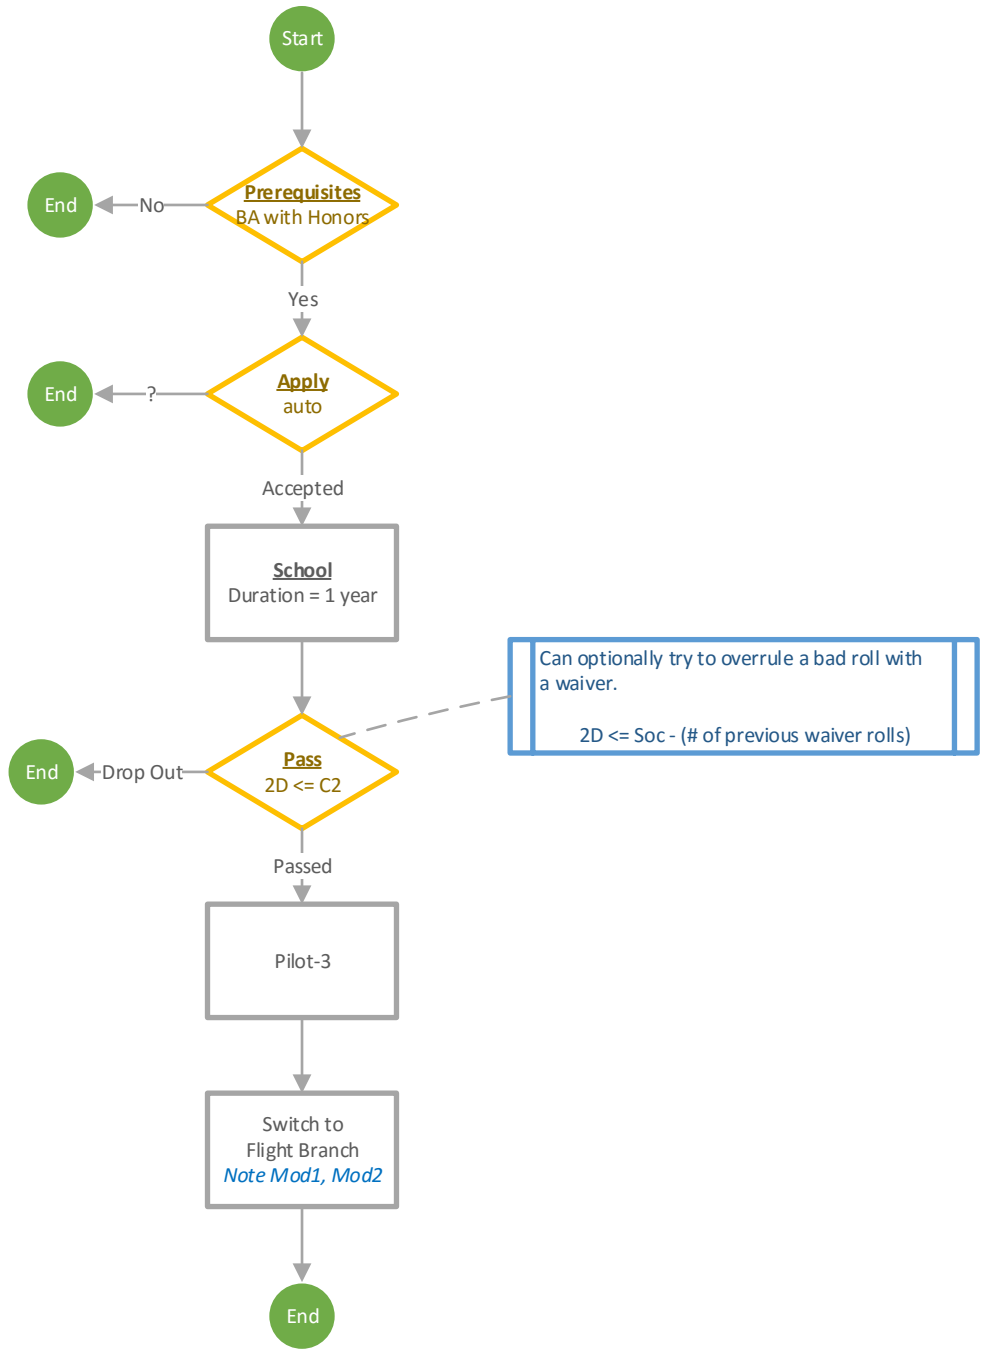 Start
Prerequisites
BA with Honors
No
End
Yes
Apply
auto
?
End
Accepted
School
Duration = 1 year
Can optionally try to overrule a bad roll with
a waiver.
2D <= Soc - (# of previous waiver rolls)
Pass
2D <= C2
Drop Out
End
Passed
Pilot-3
Switch to
Flight Branch
Note Mod1, Mod2
End